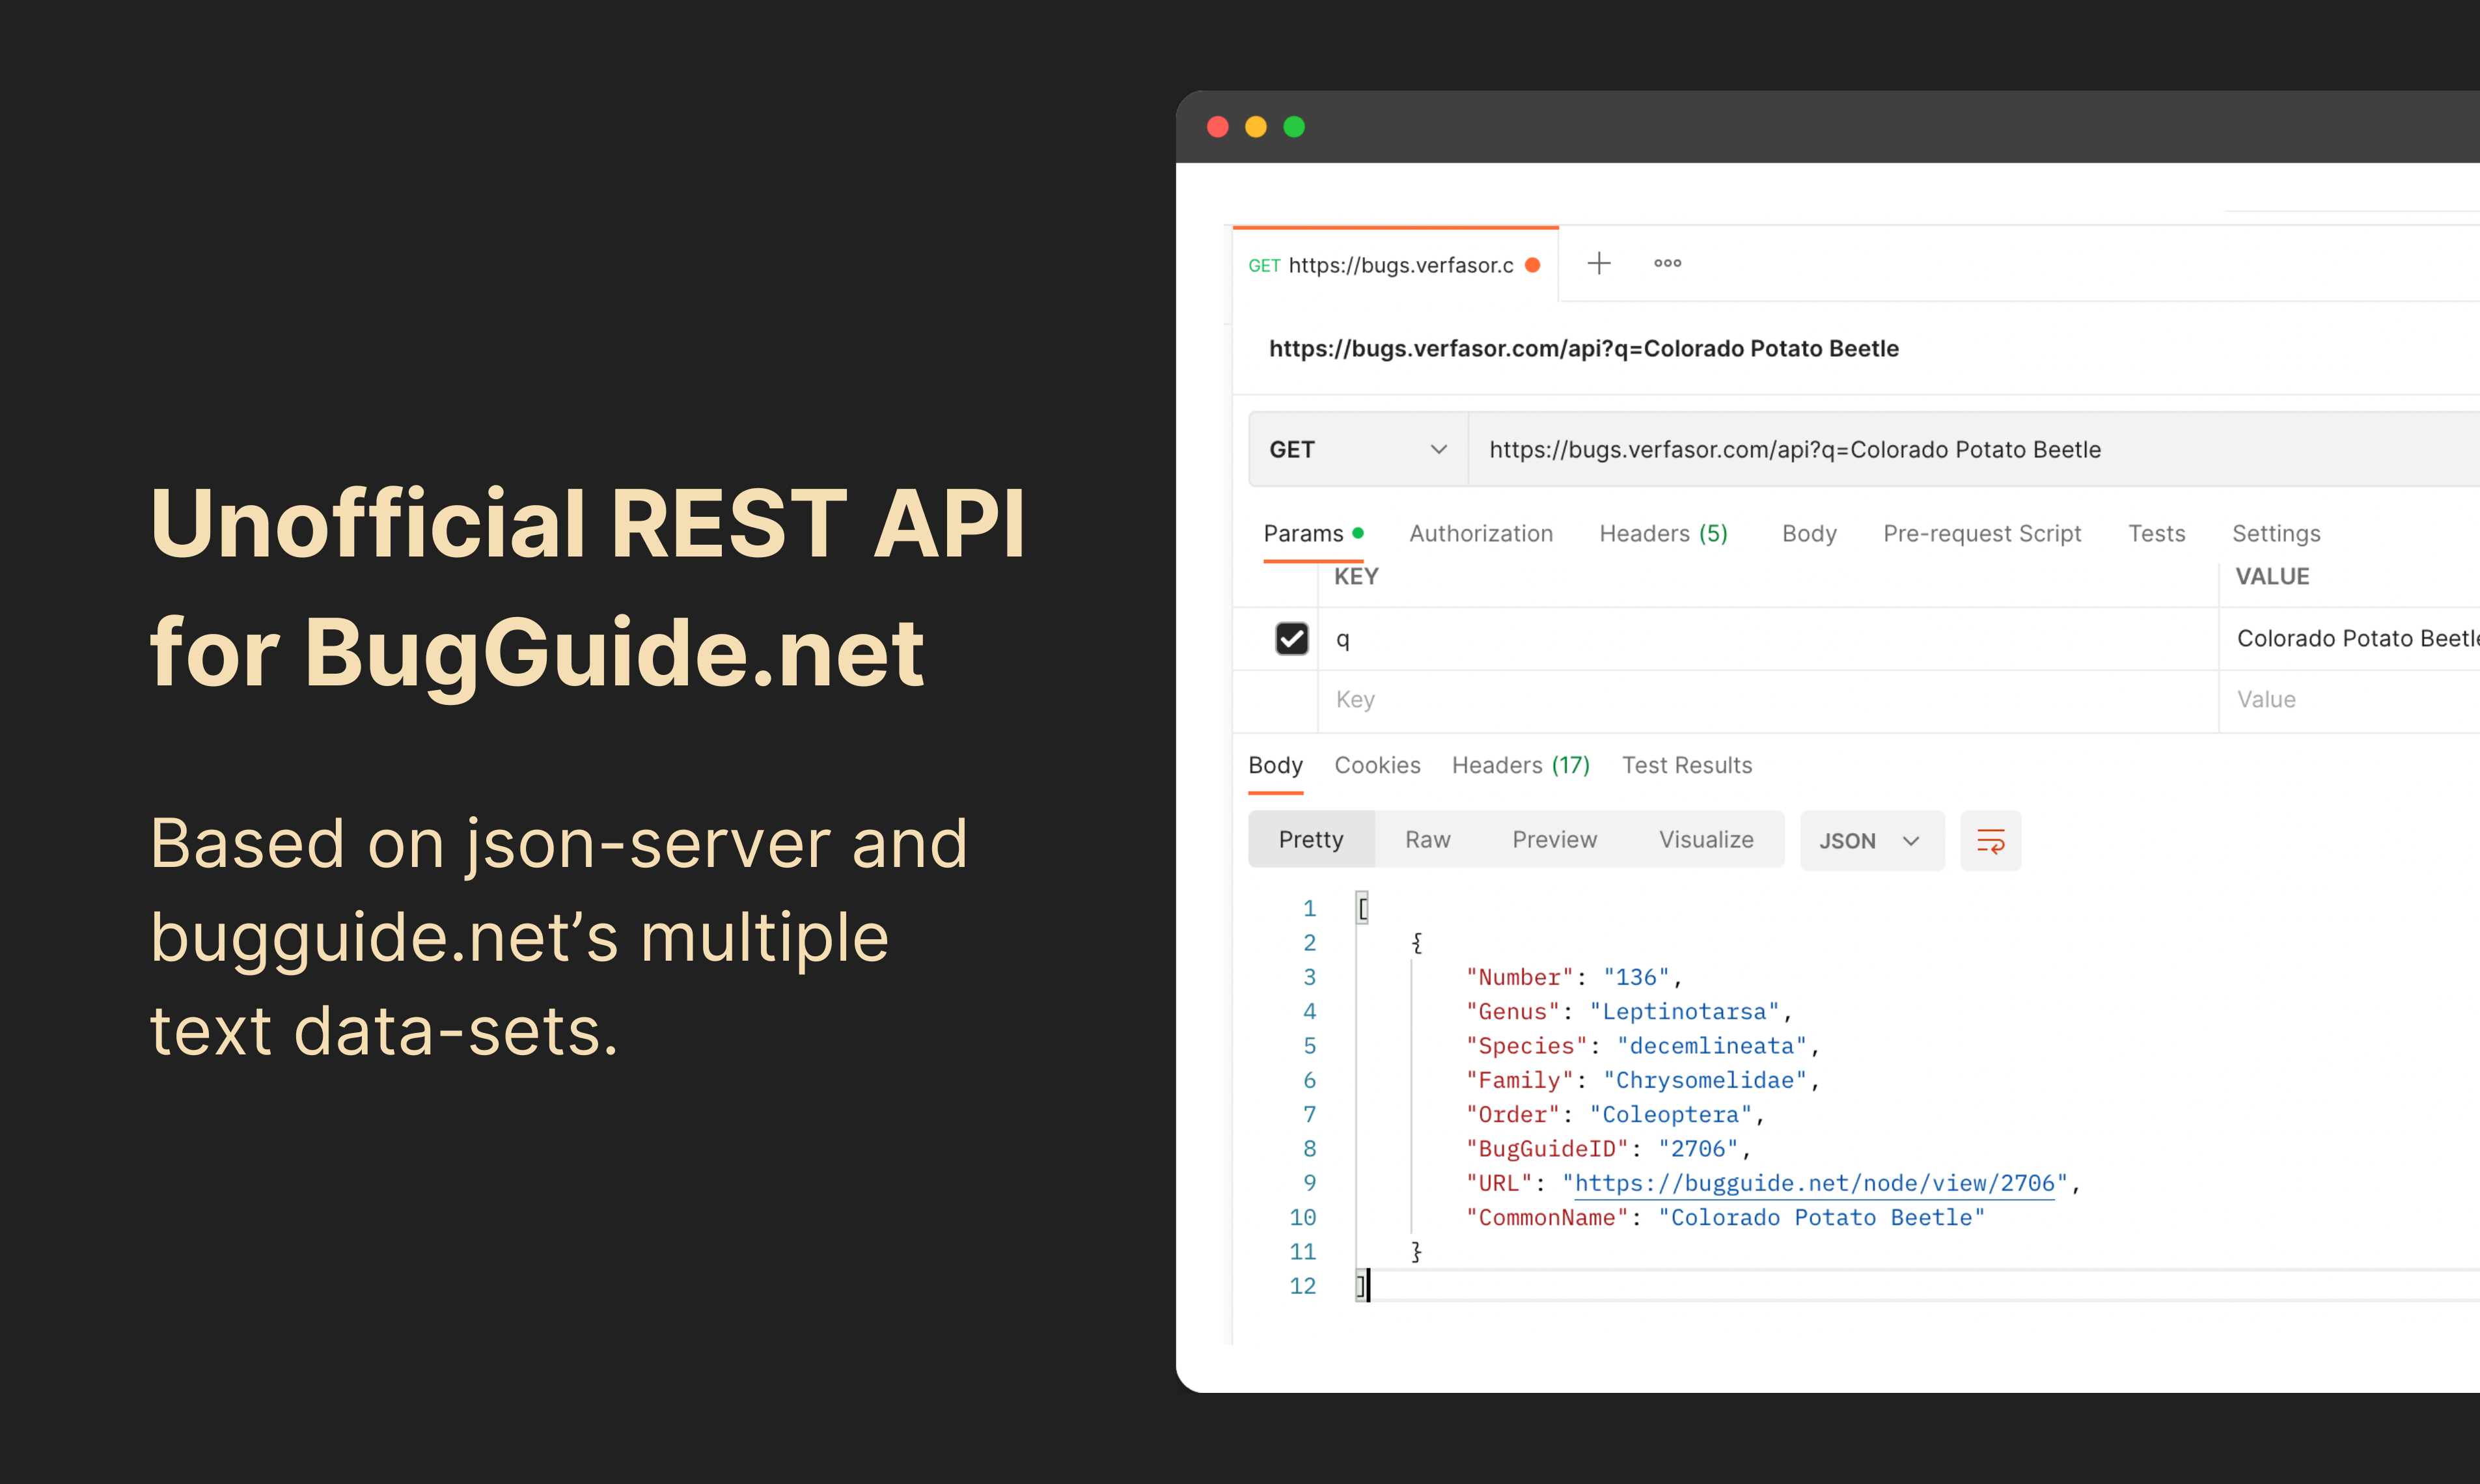 Unofficial REST API
for BugGuide.net
Based on json-server and
bugguide.net’s multiple
text data-sets.
GET https://bugs.verfasor.c
https://bugs.verfasor.com/api?q=Colorado Potato Beetle
GET https://bugs.verfasor.com/api?q=Colorado Potato Beetle
Params Authorization Headers (5) Body Pre-request Script Tests Settings
KEY VALUE
q Colorado Potato Beetle
Key Value
Body Cookies Headers (17) Test Results
Pretty Raw Preview Visualize JSON
1 [
2 {
3 "Number": "136",
4 "Genus": "Leptinotarsa",
5 "Species": "decemlineata",
6 "Family": "Chrysomelidae",
7 "Order": "Coleoptera",
8 "BugGuideID": "2706",
9 "URL": "https://bugguide.net/node/view/2706",
10 "CommonName": "Colorado Potato Beetle"
11 }
12 ]